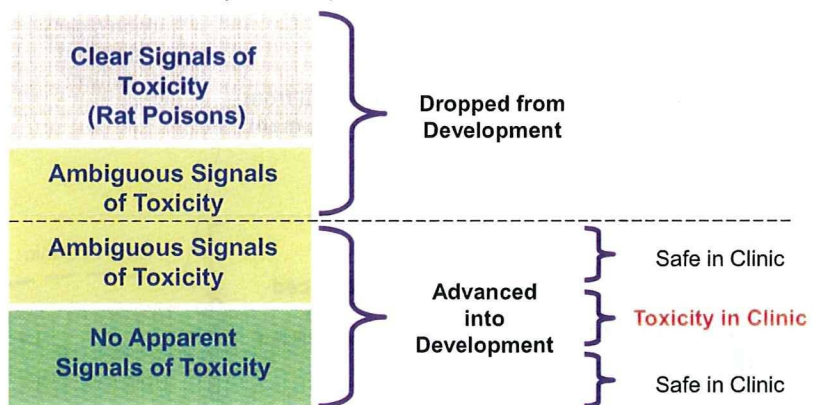 Clear Signals of
Toxicity
(Rat Poisons)
Dropped from
Development
Ambiguous Signals
of Toxicity
Ambiguous Signals
of Toxicity
Safe in Clinic
Advanced
into
Development
Toxicity in Clinic
No Apparent
Signals of Toxicity
Safe in Clinic